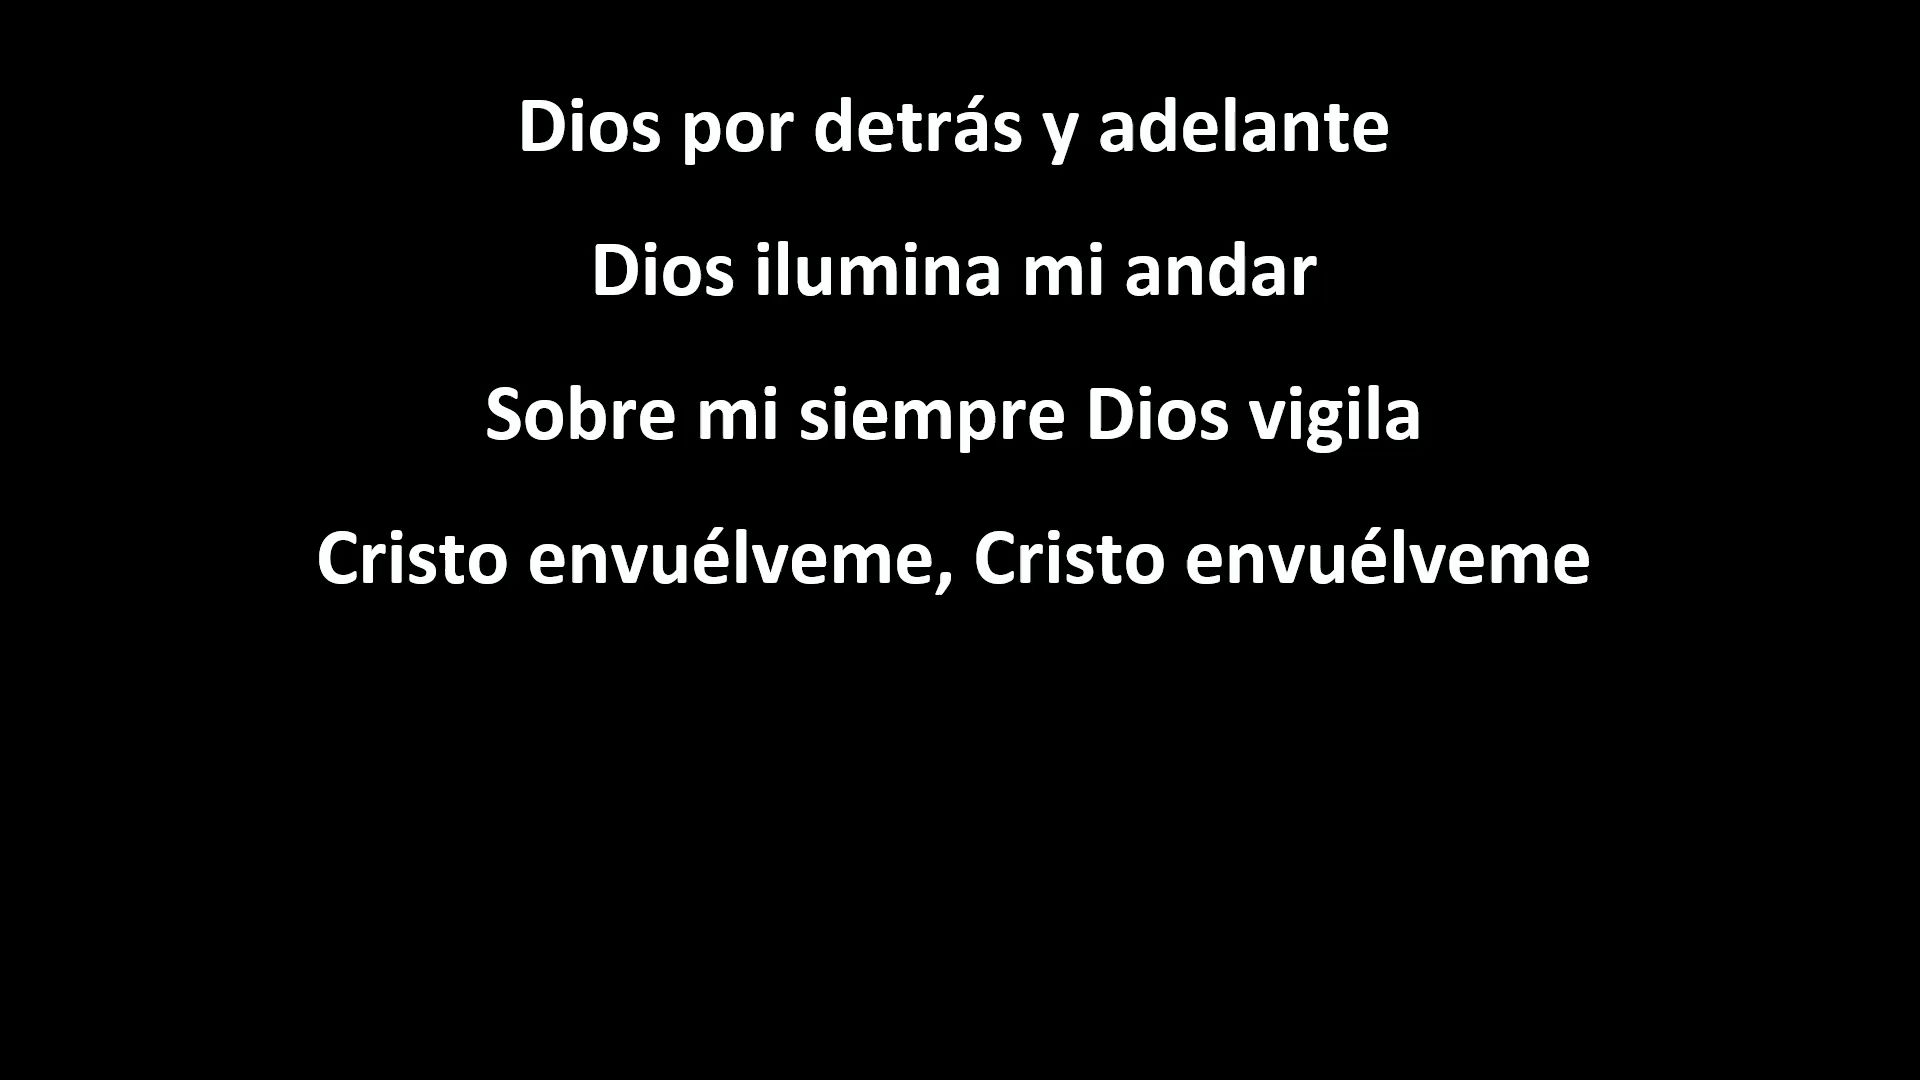 Dios por detrás y adelante
Dios ilumina mi andar
Sobre mi siempre Dios vigila
Cristo envuélveme, Cristo envuélveme